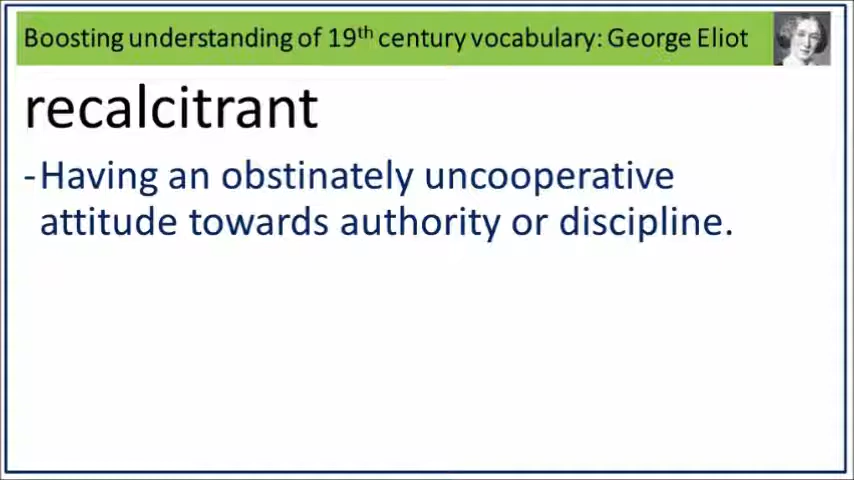 Boosting understanding of 19th century vocabulary: George Eliot
recalcitrant
-Having an obstinately uncooperative
attitude towards authority or discipline.